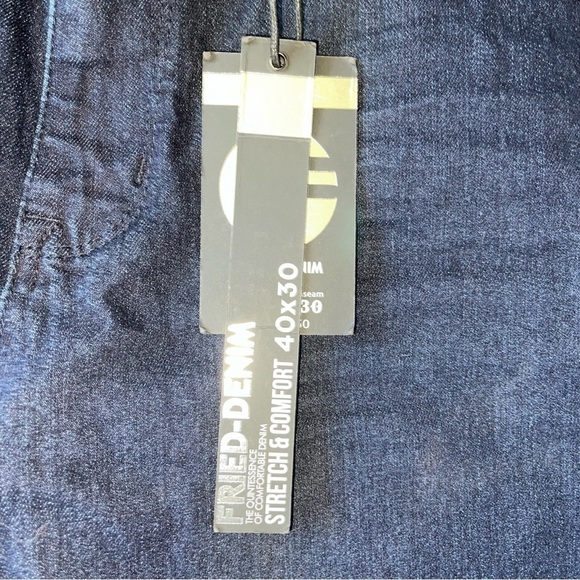 FRIED-DENIM
THE QUINTESSENCE
OF COMFORTABLE DENIM
STRETCH & COMFORT 40x30
NIM
seam
30